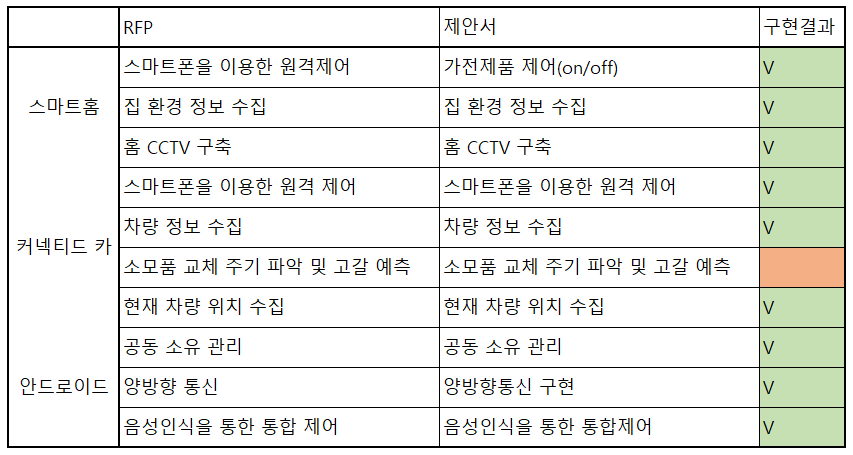 RFP 제안서 구현결과
스마트폰을 이용한 원격제어 가전제품 제어(on/off) V
스마트홈 집 환경 정보 수집 집 환경 정보 수집 V
홈 CCTV 구축 홈 CCTV 구축 V
스마트폰을 이용한 원격 제어 스마트폰을 이용한 원격 제어 V
차량 정보 수집 차량 정보 수집 V
커넥티드 카 소모품 교체 주기 파악 및 고갈 예측 소모품 교체 주기 파악 및 고갈 예측
현재 차량 위치 수집 현재 차량 위치 수집 V
공동 소유 관리 공동 소유 관리 V
안드로이드 양방향 통신 양방향통신 구현 V
음성인식을 통한 통합 제어 음성인식을 통한 통합제어 V